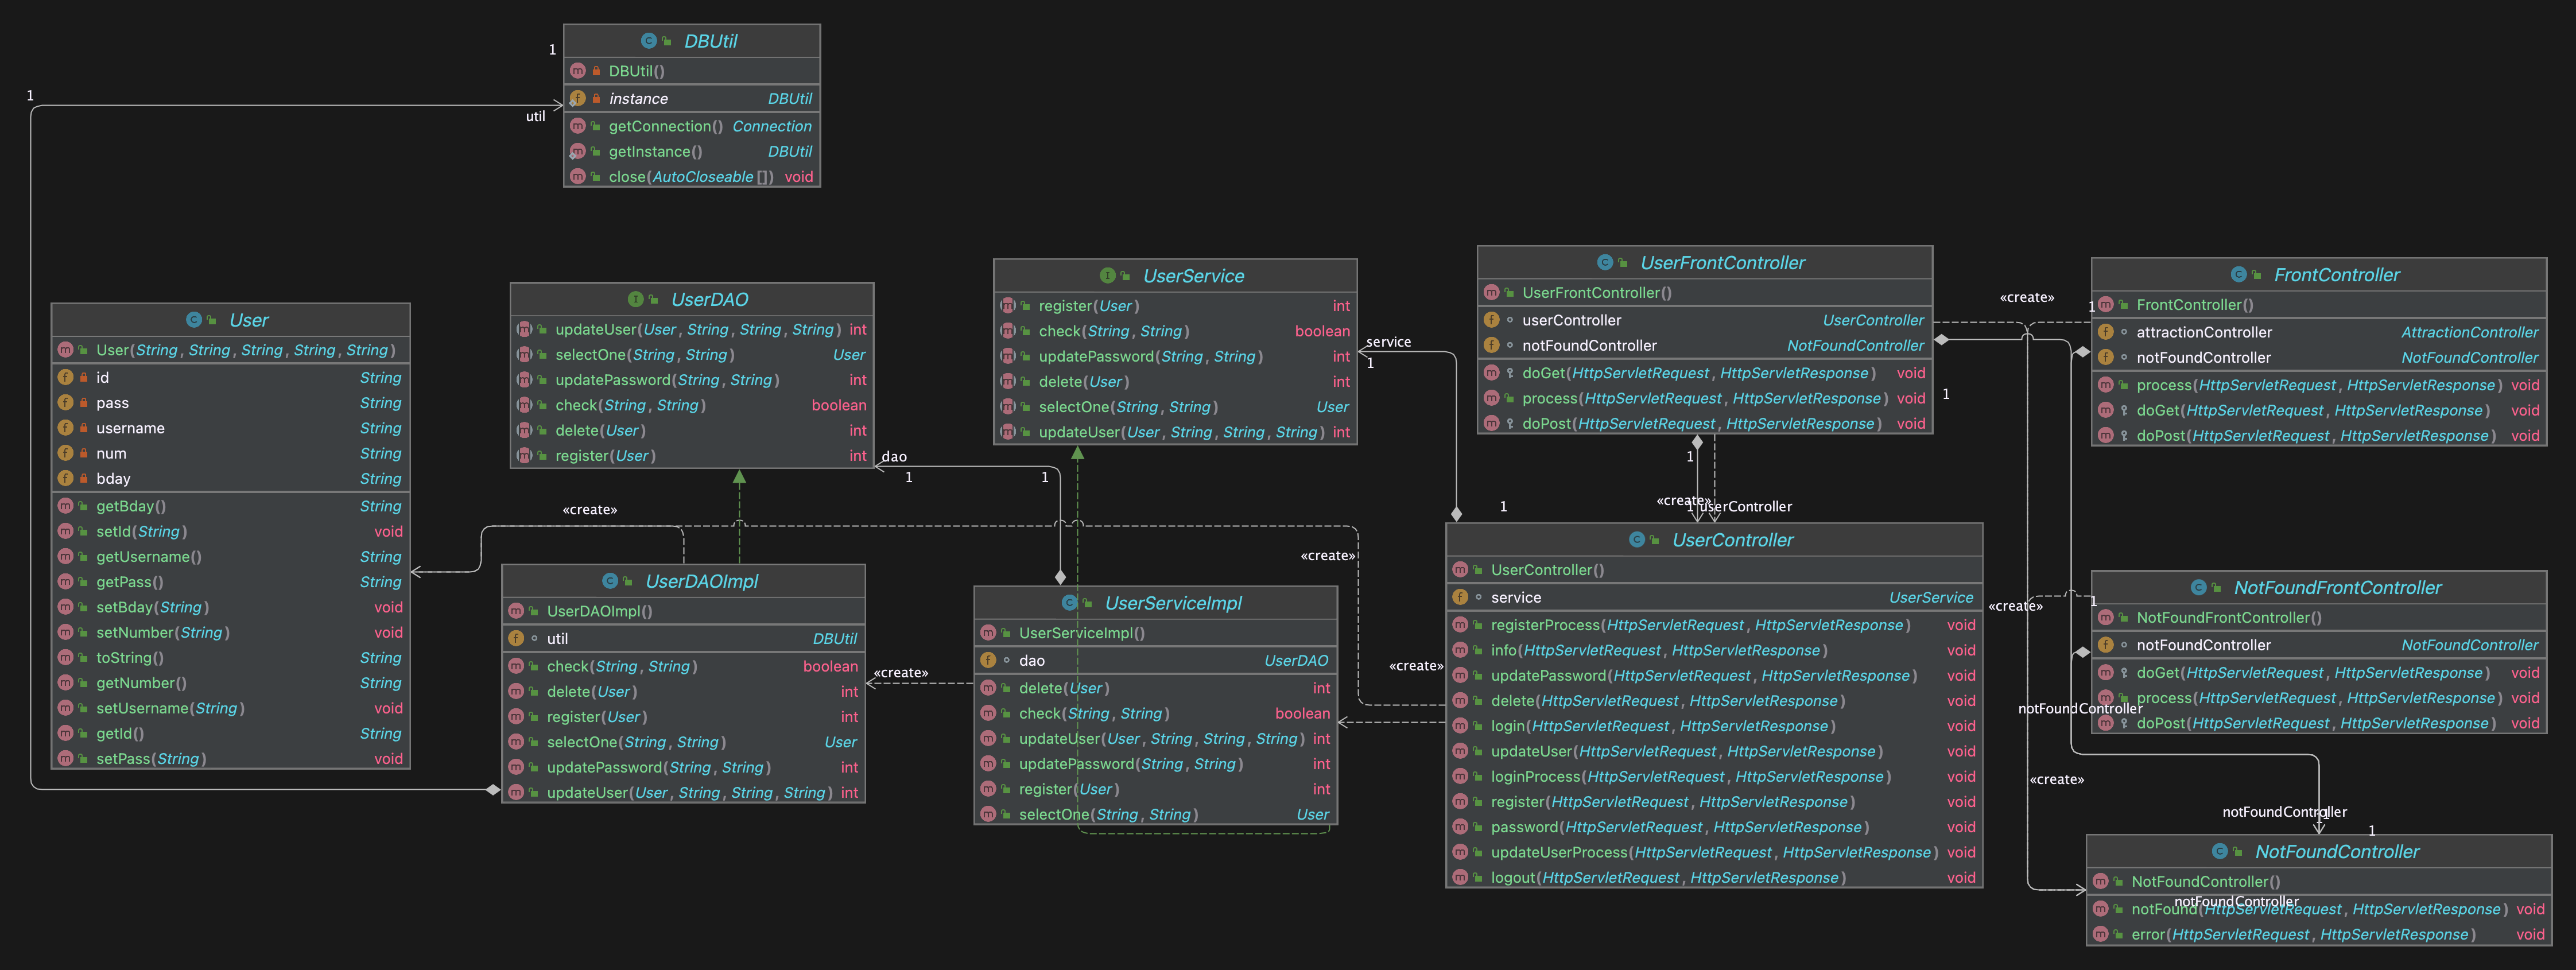 DBUtil
DBUtil()
instance DBUtil
getConnection() Connection
getInstance() DBUtil
close(AutoCloseable[]) void
1
1
util
User
User(String, String, String, String, String)
id String
pass String
username String
num String
bday String
getBday() String
setId(String) void
getUsername() String
getPass() String
setBday(String) void
setNumber(String) void
toString() String
getNumber() String
setUsername(String) void
getId() String
setPass(String) void
UserDAO
updateUser(User, String, String, String) int
selectOne(String, String) User
updatePassword(String, String) int
check(String, String) boolean
delete(User) int
register(User) int
dao
1
1
«create»
UserDAOImpl
UserDAOImpl()
util DBUtil
check(String, String) boolean
delete(User) int
register(User) int
selectOne(String, String) User
updatePassword(String, String) int
updateUser(User, String, String, String) int
«create»
UserService
register(User) int
check(String, String) boolean
updatePassword(String, String) int
delete(User) int
selectOne(String, String) User
updateUser(User, String, String, String) int
service
1
1
«create»
UserServiceImpl
UserServiceImpl()
dao UserDAO
delete(User) int
check(String, String) boolean
updateUser(User, String, String, String) int
updatePassword(String, String) int
register(User) int
selectOne(String, String) User
«create»
UserFrontController
UserFrontController()
userController UserController
notFoundController NotFoundController
doGet(HttpServletRequest, HttpServletResponse) void
process(HttpServletRequest, HttpServletResponse) void
doPost(HttpServletRequest, HttpServletResponse) void
1
1
«create»
1
userController
UserController
UserController()
service UserService
registerProcess(HttpServletRequest, HttpServletResponse) void
info(HttpServletRequest, HttpServletResponse) void
updatePassword(HttpServletRequest, HttpServletResponse) void
delete(HttpServletRequest, HttpServletResponse) void
login(HttpServletRequest, HttpServletResponse) void
updateUser(HttpServletRequest, HttpServletResponse) void
loginProcess(HttpServletRequest, HttpServletResponse) void
register(HttpServletRequest, HttpServletResponse) void
password(HttpServletRequest, HttpServletResponse) void
updateUserProcess(HttpServletRequest, HttpServletResponse) void
logout(HttpServletRequest, HttpServletResponse) void
«create»
1
FrontController
FrontController()
attractionController AttractionController
notFoundController NotFoundController
process(HttpServletRequest, HttpServletResponse) void
doGet(HttpServletRequest, HttpServletResponse) void
doPost(HttpServletRequest, HttpServletResponse) void
«create»
1
NotFoundFrontController
NotFoundFrontController()
notFoundController NotFoundController
doGet(HttpServletRequest, HttpServletResponse) void
process(HttpServletRequest, HttpServletResponse) void
notFoundController
doPost(HttpServletRequest, HttpServletResponse) void
«create»
notFoundController
1
1
NotFoundController
NotFoundController()
notFoundController
notFound(HttpServletRequest, HttpServletResponse) void
error(HttpServletRequest, HttpServletResponse) void